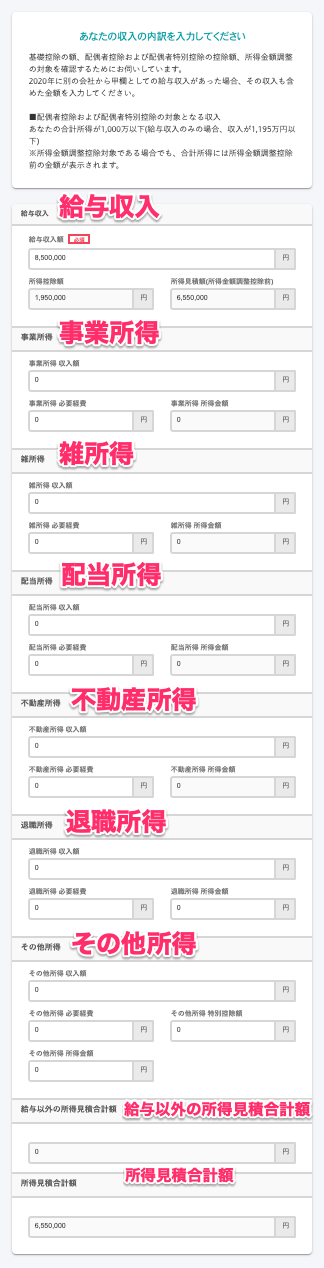 あなたの収入の内訳を入力してください
基礎控除の額、配偶者控除および配偶者特別控除の控除額、所得金額調整
の対象を確認するためにお伺いしています。
2020年に別の会社から甲欄としての給与収入があった場合、その収入も含
めた金額を入力してください。
■配偶者控除および配偶者特別控除の対象となる収入
あなたの合計所得が1,000万以下(給与収入のみの場合、収入が1,195万円以
下)
※所得金額調整控除対象である場合でも、合計所得には所得金額調整控除
前の金額が表示されます。
給与収入 給与収入
給与収入額 必須
8,500,000 円
所得控除額 所得見積額(所得金額調整控除前)
1,950,000 円 6,550,000 円
事業所得 事業所得
事業所得 収入額
0 円
事業所得 必要経費 事業所得 所得金額
0 円 0 円
雑所得 雑所得
雑所得 収入額
0 円
雑所得 必要経費 雑所得 所得金額
0 円 0 円
配当所得 配当所得
配当所得 収入額
0 円
配当所得 必要経費 配当所得 所得金額
0 円 0 円
不動産所得 不動産所得
不動産所得 収入額
0 円
不動産所得 必要経費 不動産所得 所得金額
0 円 0 円
退職所得 退職所得
退職所得 収入額
0 円
退職所得 必要経費 退職所得 所得金額
0 円 0 円
その他所得 その他所得
その他所得 収入額
0 円
その他所得 必要経費 その他所得 特別控除額
0 円 0 円
その他所得 所得金額
0 円
給与以外の所得見積合計額 給与以外の所得見積合計額
0 円
所得見積合計額 所得見積合計額
6,550,000 円